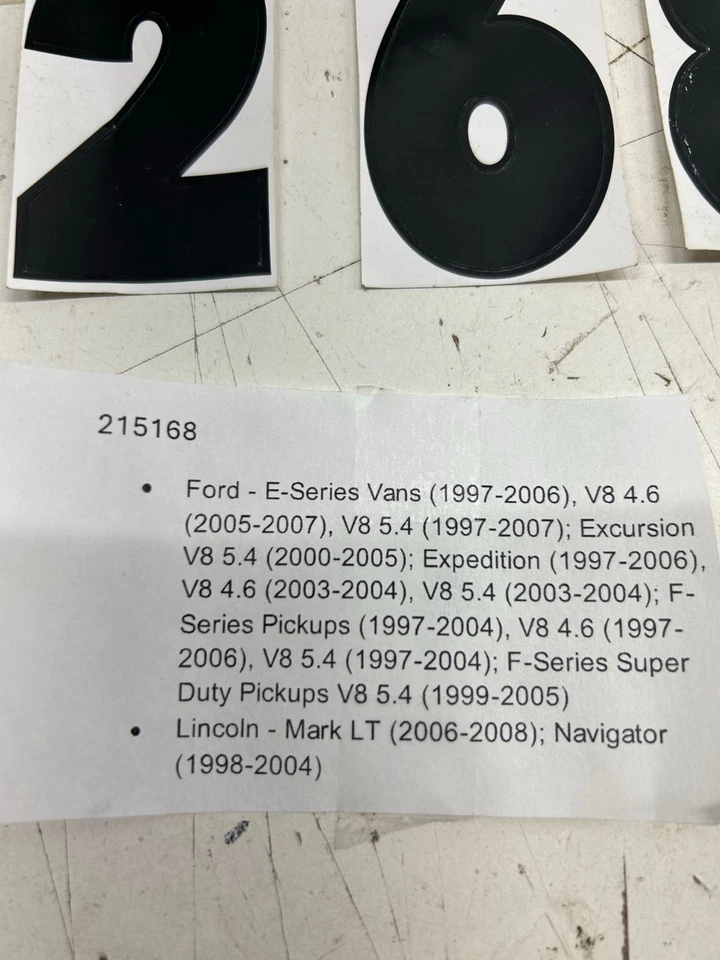 2 6 8
215168
• Ford - E-Series Vans (1997-2006), V8 4.6
(2005-2007), V8 5.4 (1997-2007); Excursion
V8 5.4 (2000-2005); Expedition (1997-2006),
V8 4.6 (2003-2004), V8 5.4 (2003-2004); F-
Series Pickups (1997-2004), V8 4.6 (1997-
2006), V8 5.4 (1997-2004); F-Series Super
Duty Pickups V8 5.4 (1999-2005)
• Lincoln - Mark LT (2006-2008); Navigator
(1998-2004)